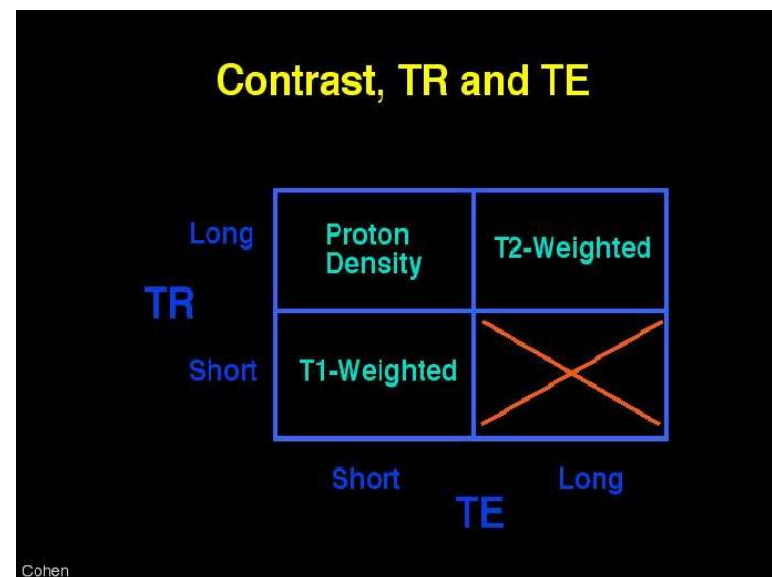 Contrast, TR and TE
Long
Proton
Density
T2-Weighted
TR
Short
T1-Weighted
Short
Long
TE
Cohen